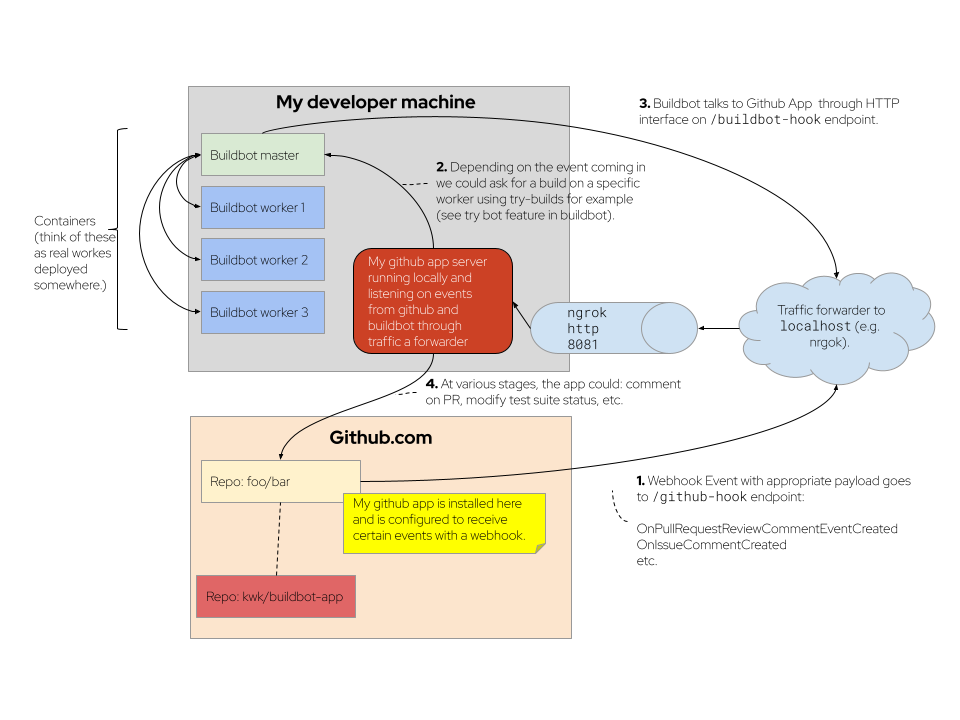 My developer machine
3. Buildbot talks to Github App through HTTP
interface on /buildbot-hook endpoint.
Buildbot master
2. Depending on the event coming in
we could ask for a build on a specific
worker using try-builds for example
(see try bot feature in buildbot).
Buildbot worker 1
Containers
(think of these
as real workes
deployed
somewhere.)
Buildbot worker 2
Buildbot worker 3
My github app server
running locally and
listening on events
from github and
buildbot through
traffic a forwarder
ngrok
http
8081
Traffic forwarder to
localhost (e.g.
nrgok).
4. At various stages, the app could: comment
on PR, modify test suite status, etc.
Github.com
Repo: foo/bar
My github app is installed here
and is configured to receive
certain events with a webhook.
1. Webhook Event with appropriate payload goes
to /github-hook endpoint:
OnPullRequestReviewCommentEventCreated
OnIssueCommentCreated
etc.
Repo: kwk/buildbot-app